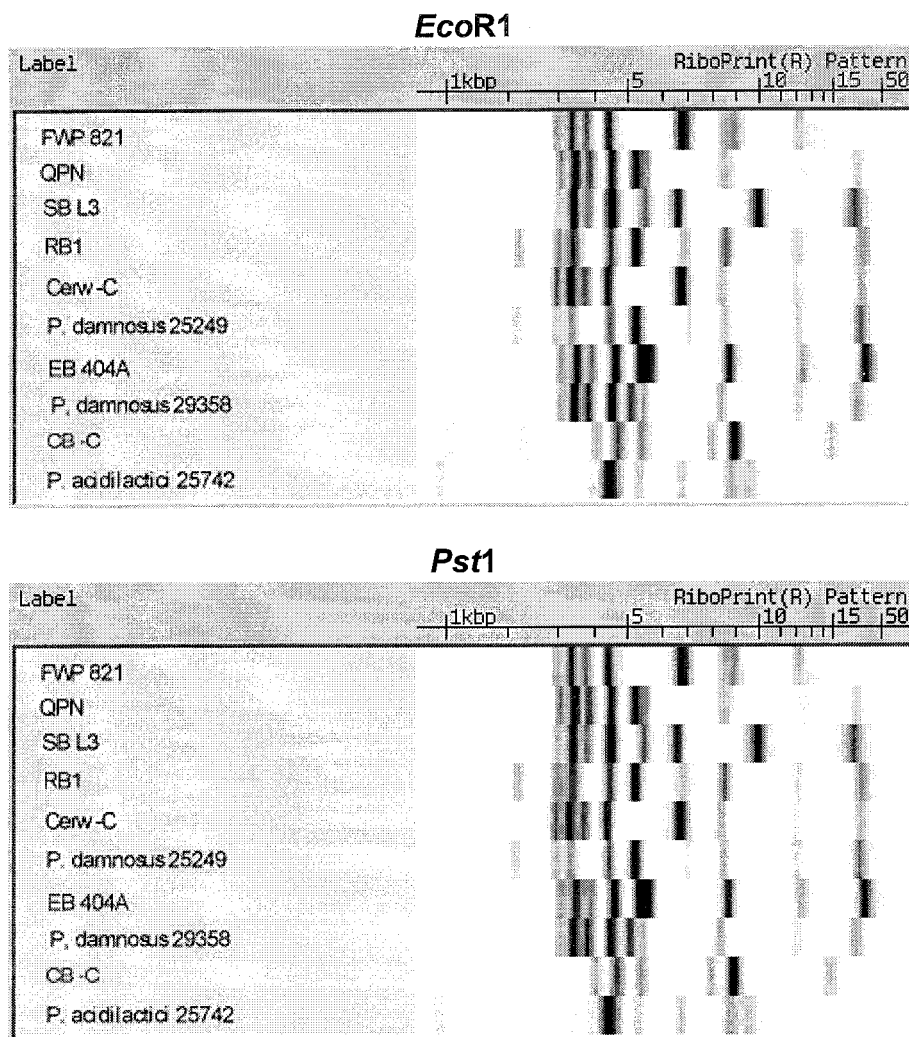 EcoR1
Label RiboPrint(R) Pattern
1kbp 5 10 15 50
FWP 821
QPN
SB L3
RB1
Cerw-C
P. damnosus 25249
EB 404A
P, damnosus 29358
CB-C
P. acidilactici 25742
Pst1
Label RiboPrint(R) Pattern
1kbp 5 10 15 50
FWP 821
QPN
SB L3
RB1
Cerw-C
P. damnosus 25249
EB 404A
P, damnosus 29358
CB-C
P. acidilactici 25742